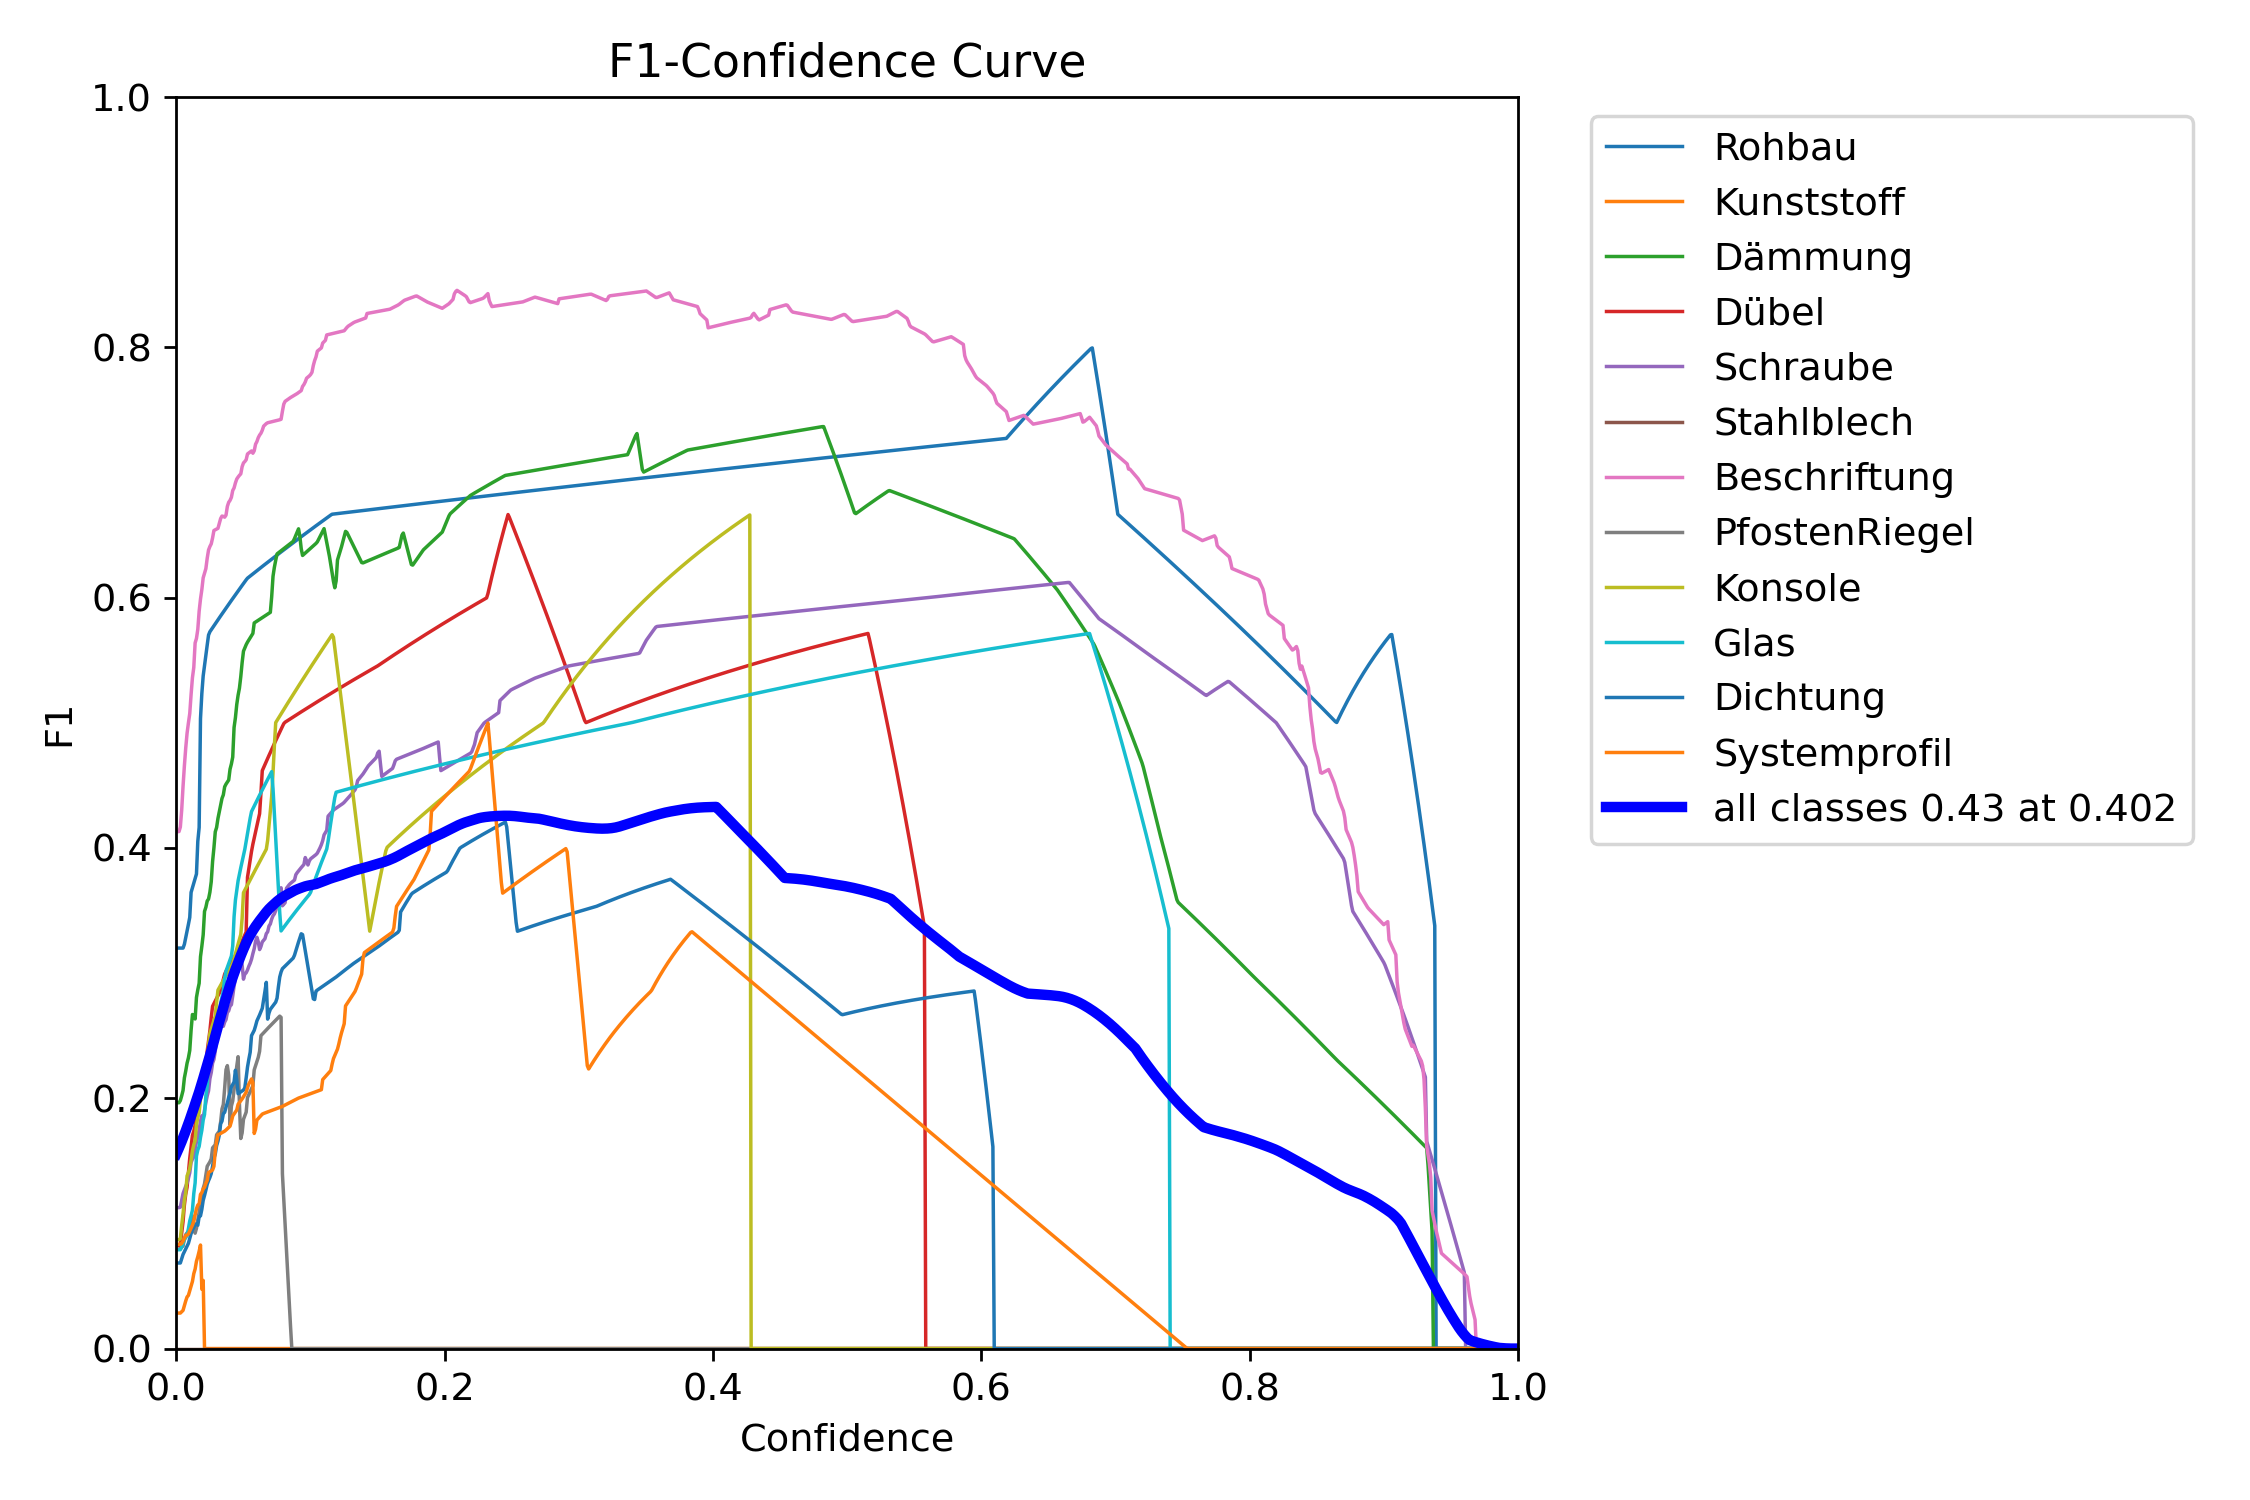 F1-Confidence Curve
1.0
0.8
0.6
0.4
0.2
0.0
F1
0.0 0.2 0.4 0.6 0.8 1.0
Confidence
Rohbau
Kunststoff
Dämmung
Dübel
Schraube
Stahlblech
Beschriftung
PfostenRiegel
Konsole
Glas
Dichtung
Systemprofil
all classes 0.43 at 0.402